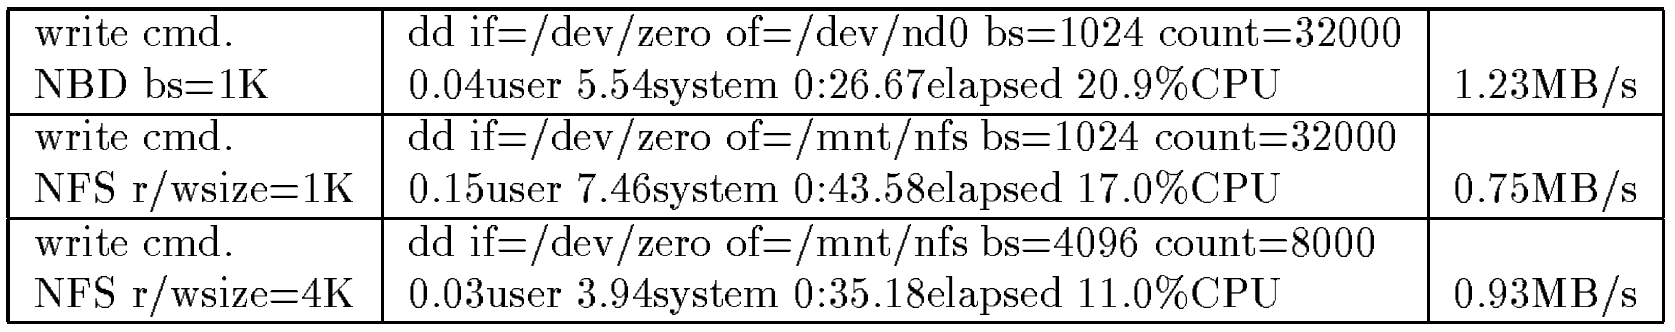 write cmd. dd if=/dev/zero of=/dev/nd0 bs=1024 count=32000
NBD bs=1K 0.04user 5.54system 0:26.67elapsed 20.9%CPU 1.23MB/s
write cmd. dd if=/dev/zero of=/mnt/nfs bs=1024 count=32000
NFS r/wsize=1K 0.15user 7.46system 0:43.58elapsed 17.0%CPU 0.75MB/s
write cmd. dd if=/dev/zero of=/mnt/nfs bs=4096 count=8000
NFS r/wsize=4K 0.03user 3.94system 0:35.18elapsed 11.0%CPU 0.93MB/s